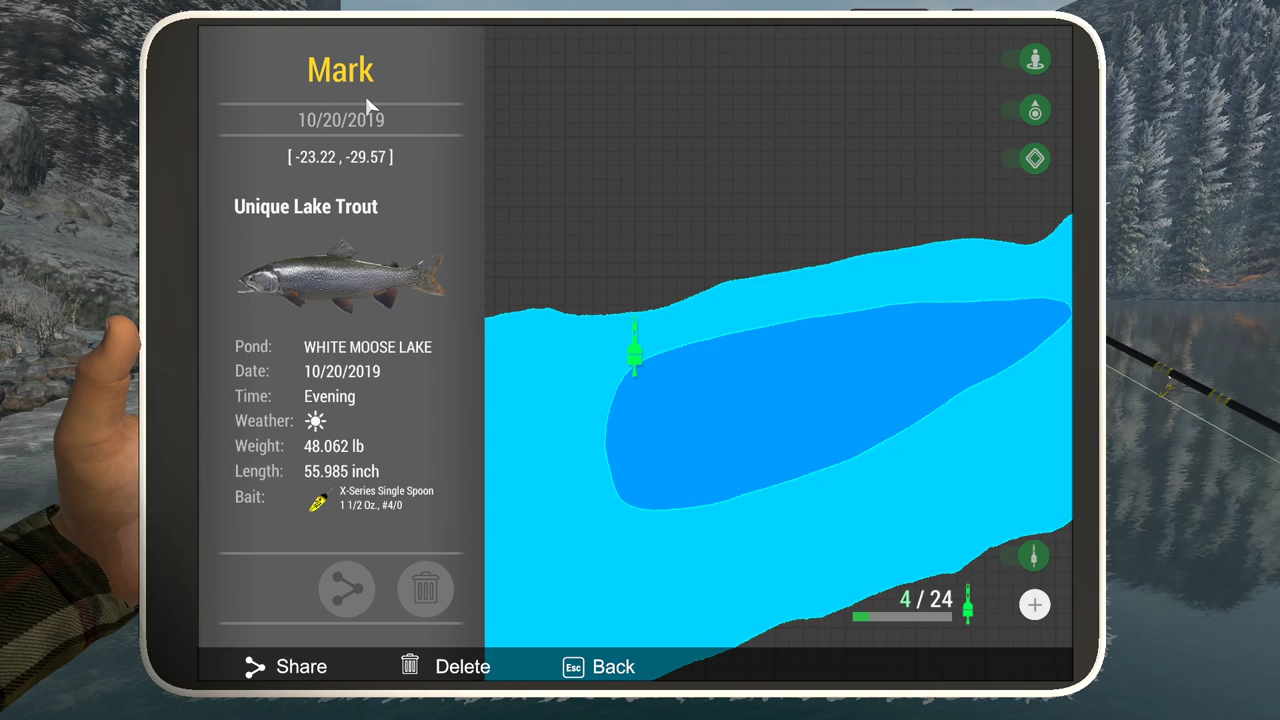 Mark
10/20/2019
[ -23.22 , -29.57 ]
Unique Lake Trout
Pond: WHITE MOOSE LAKE
Date: 10/20/2019
Time: Evening
Weather:
Weight: 48.062 lb
Length: 55.985 inch
Bait: X-Series Single Spoon
1 1/2 Oz., #4/0
4 / 24
Share Delete Esc Back